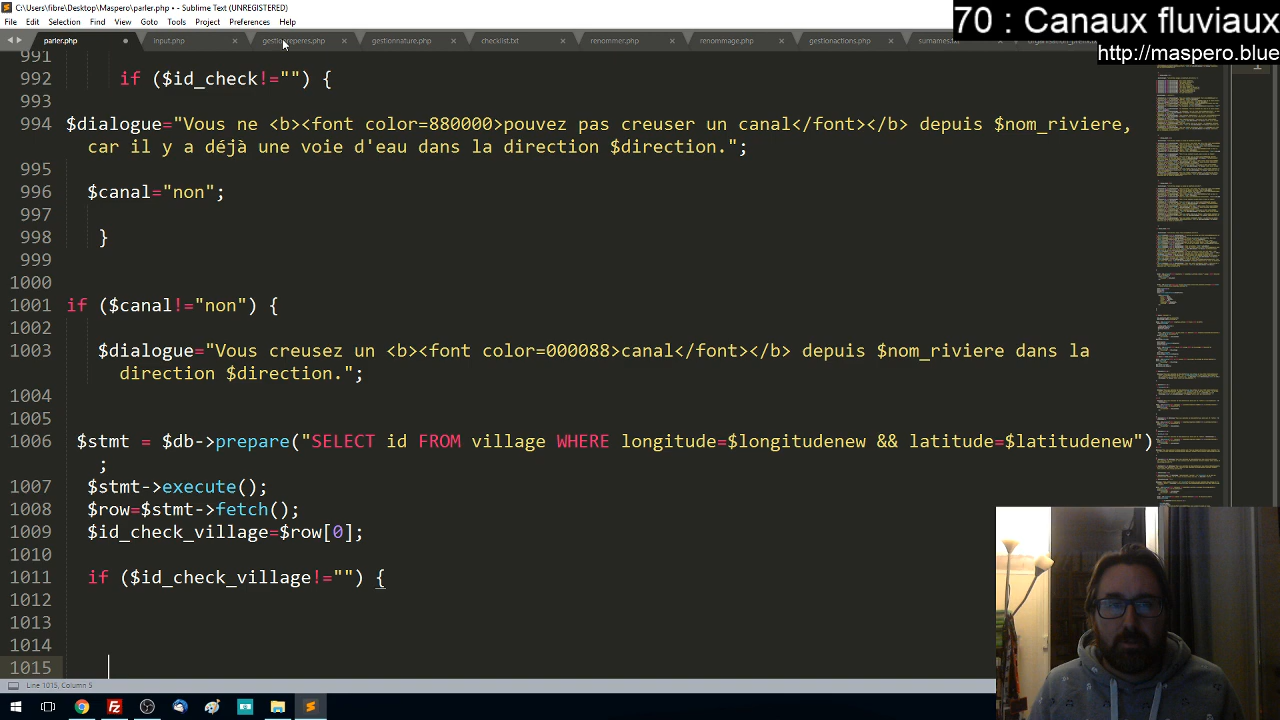 C:\Users\fibre\Desktop\Maspero\parler.php • - Sublime Text (UNREGISTERED)
70 : Canaux fluviaux
File Edit Selection Find View Goto Tools Project Preferences Help
http://maspero.blue
parler.php input.php gestionreperes.php gestionnature.php checklist.txt renommer.php renommage.php gestionactions.php surnames.txt
991
992 if ($id_check!="") {
993
994 $dialogue="Vous ne <b><font color=880000>pouvez pas creuser un canal</font></b> depuis $nom_riviere,
car il y a déjà une voie d'eau dans la direction $direction.";
995
996 $canal="non";
997
998 }
999
1000
1001 if ($canal!="non") {
1002
1003 $dialogue="Vous creusez un <b><font color=000088>canal</font></b> depuis $nom_riviere dans la
direction $direction.";
1004
1005
1006 $stmt = $db->prepare("SELECT id FROM village WHERE longitude=$longitudenew && latitude=$latitudenew")
;
1007 $stmt->execute();
1008 $row=$stmt->fetch();
1009 $id_check_village=$row[0];
1010
1011 if ($id_check_village!="") {
1012
1013
1014
1015
Line 1015, Column 5